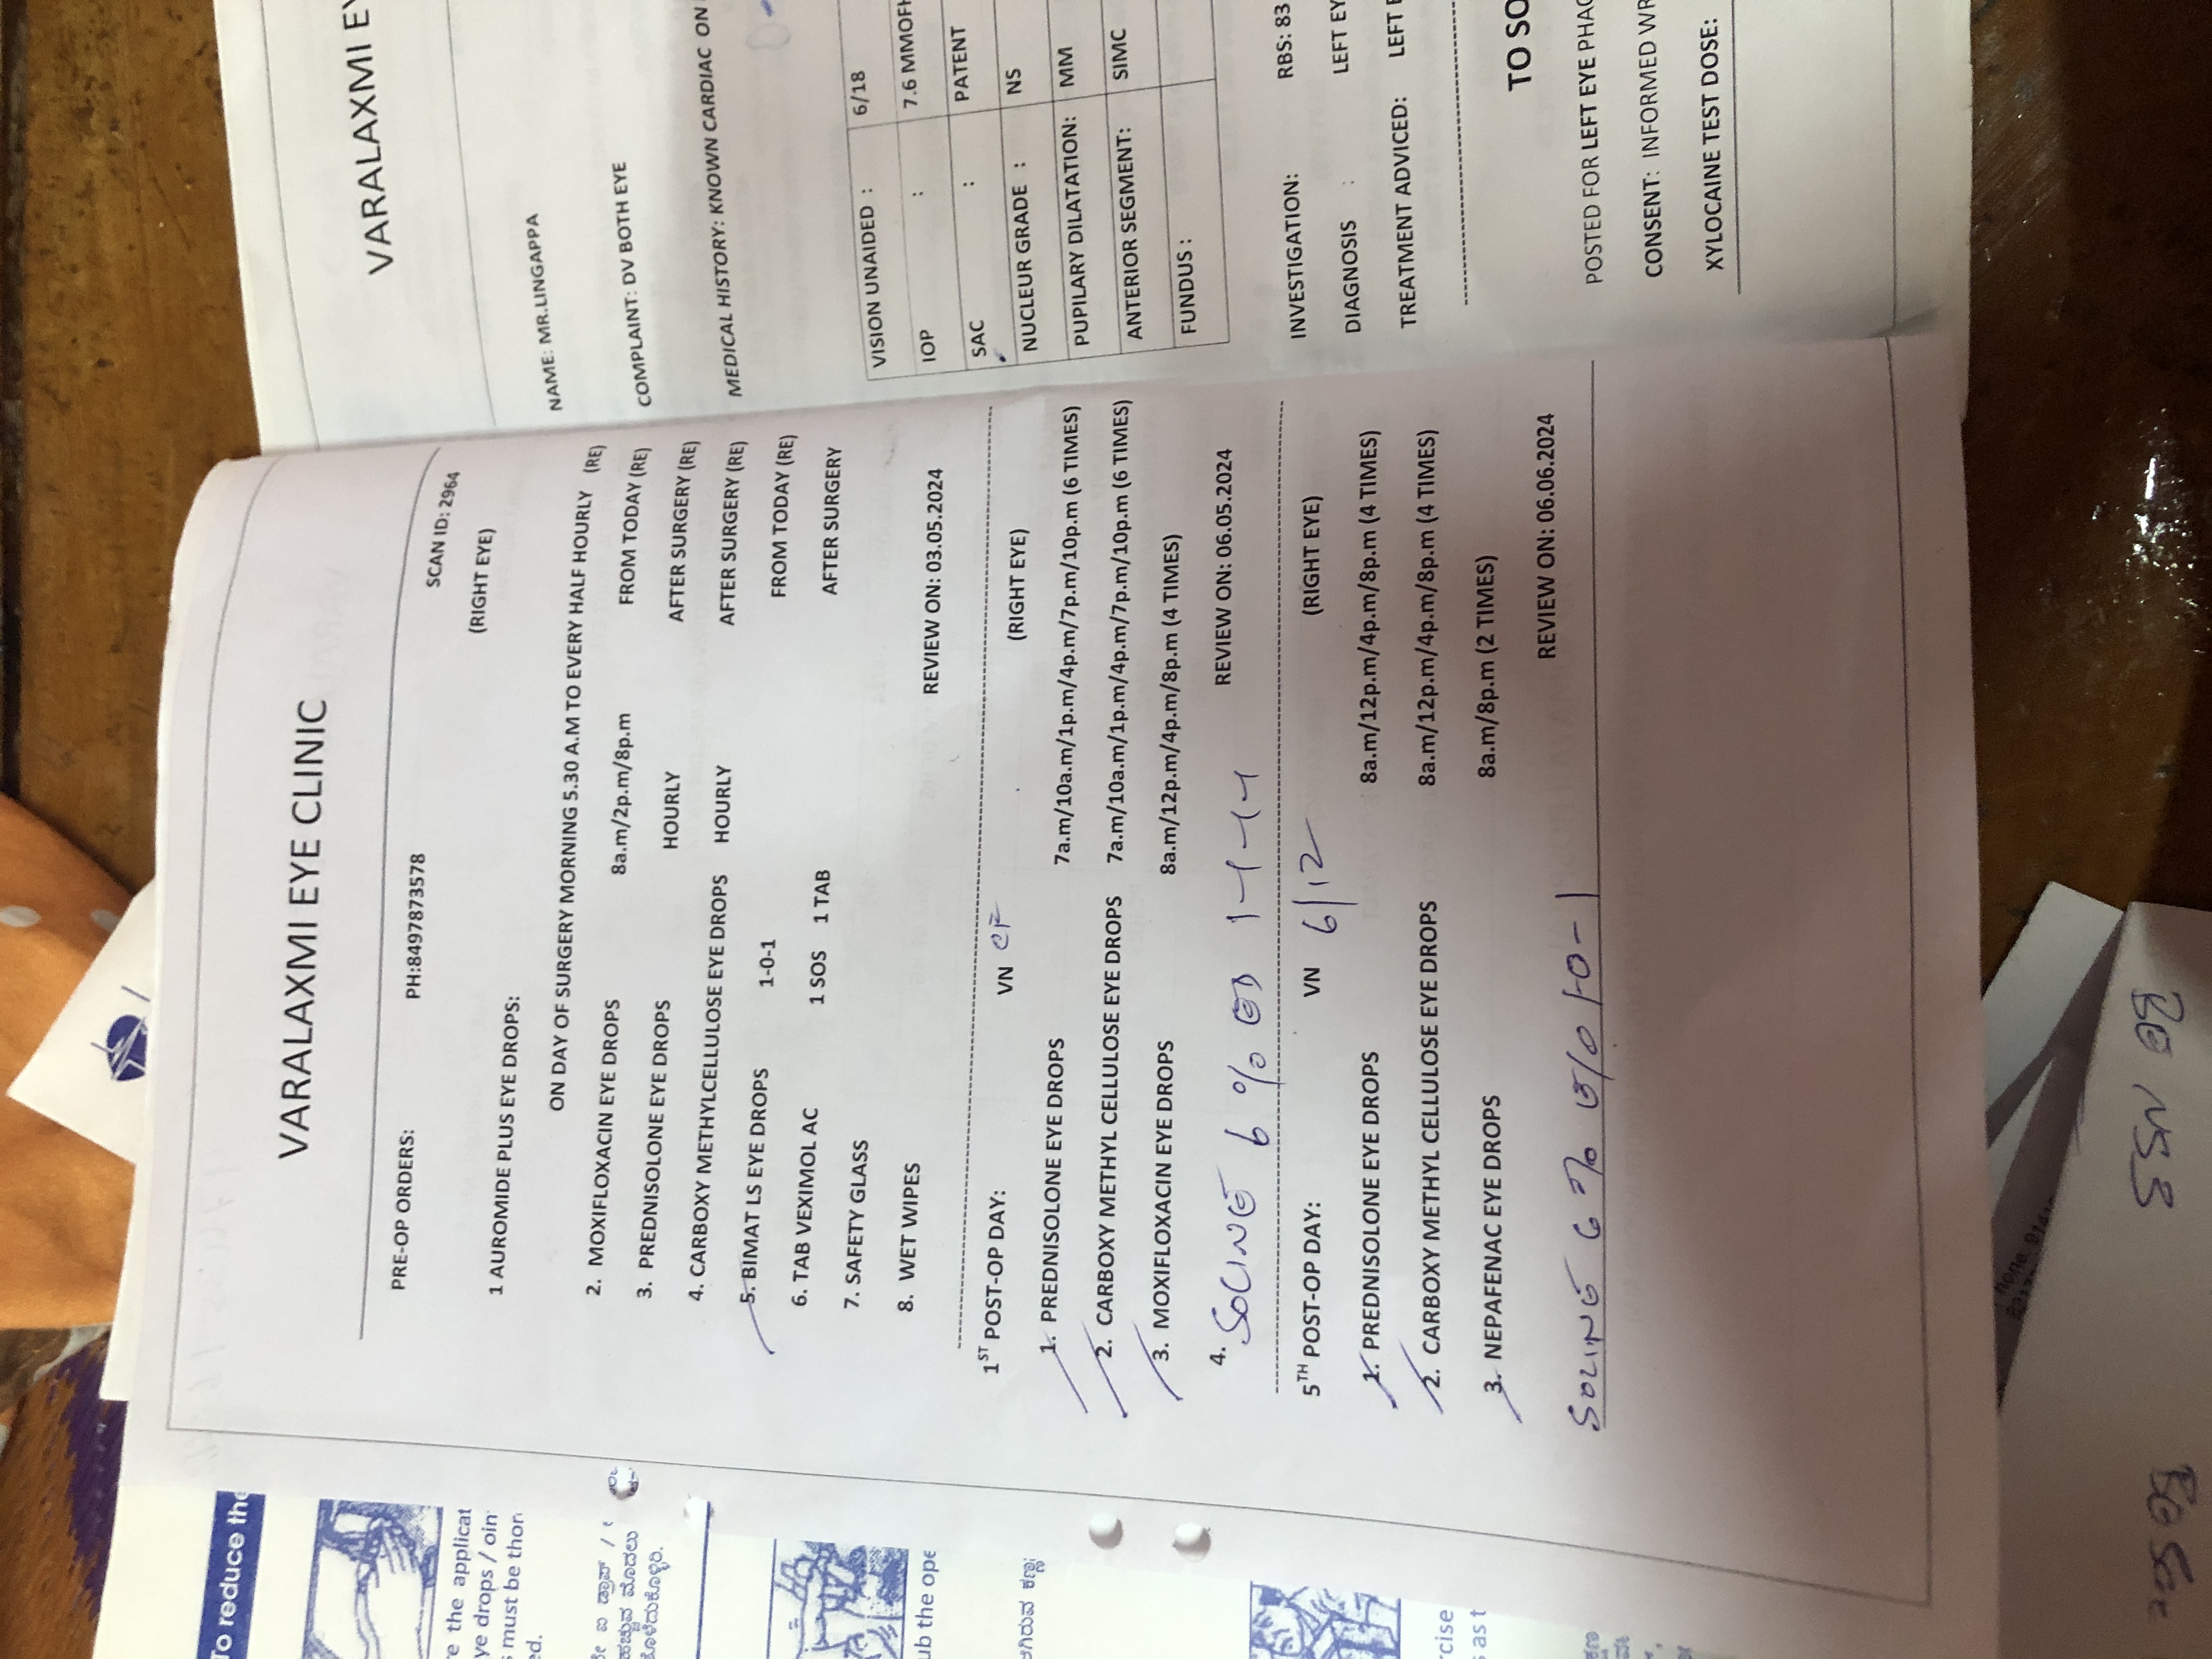 To reduce the
re the applicat
ye drops / oin
s must be thor
ed.
ಹಚ್ಚುವ ಮೊದಲು
ub the ope
rcise
s as t
VARALAXMI EYE CLINIC
PRE-OP ORDERS: PH:8497873578 SCAN ID: 2964
(RIGHT EYE)
1 AUROMIDE PLUS EYE DROPS:
ON DAY OF SURGERY MORNING 5.30 A.M TO EVERY HALF HOURLY (RE)
2. MOXIFLOXACIN EYE DROPS 8a.m/2p.m/8p.m FROM TODAY (RE)
3. PREDNISOLONE EYE DROPS HOURLY AFTER SURGERY (RE)
4. CARBOXY METHYLCELLULOSE EYE DROPS HOURLY AFTER SURGERY (RE)
5. BIMAT LS EYE DROPS 1-0-1 FROM TODAY (RE)
6. TAB VEXIMOL AC 1 SOS 1 TAB AFTER SURGERY
7. SAFETY GLASS
8. WET WIPES
REVIEW ON: 03.05.2024
1ST POST-OP DAY: VN CF (RIGHT EYE)
1. PREDNISOLONE EYE DROPS 7a.m/10a.m/1p.m/4p.m/7p.m/10p.m (6 TIMES)
2. CARBOXY METHYL CELLULOSE EYE DROPS 7a.m/10a.m/1p.m/4p.m/7p.m/10p.m (6 TIMES)
3. MOXIFLOXACIN EYE DROPS 8a.m/12p.m/4p.m/8p.m (4 TIMES)
REVIEW ON: 06.05.2024
4. SOLINE 6 % ED 1-1-1-1
5TH POST-OP DAY: VN 6/12 (RIGHT EYE)
1. PREDNISOLONE EYE DROPS 8a.m/12p.m/4p.m/8p.m (4 TIMES)
2. CARBOXY METHYL CELLULOSE EYE DROPS 8a.m/12p.m/4p.m/8p.m (4 TIMES)
3. NEPAFENAC EYE DROPS 8a.m/8p.m (2 TIMES)
REVIEW ON: 06.06.2024
SOLINE 6 % E/D 1-0-1
VARALAXMI EY
NAME: MR.LINGAPPA
COMPLAINT: DV BOTH EYE
MEDICAL HISTORY: KNOWN CARDIAC ON
VISION UNAIDED : 6/18
IOP : 7.6 MMOFH
SAC : PATENT
NUCLEUR GRADE : NS
PUPILARY DILATATION: MM
ANTERIOR SEGMENT: SIMC
FUNDUS :
INVESTIGATION: RBS: 83
DIAGNOSIS : LEFT EY
TREATMENT ADVICED: LEFT E
TO SO
POSTED FOR LEFT EYE PHAC
CONSENT: INFORMED WR
XYLOCAINE TEST DOSE: